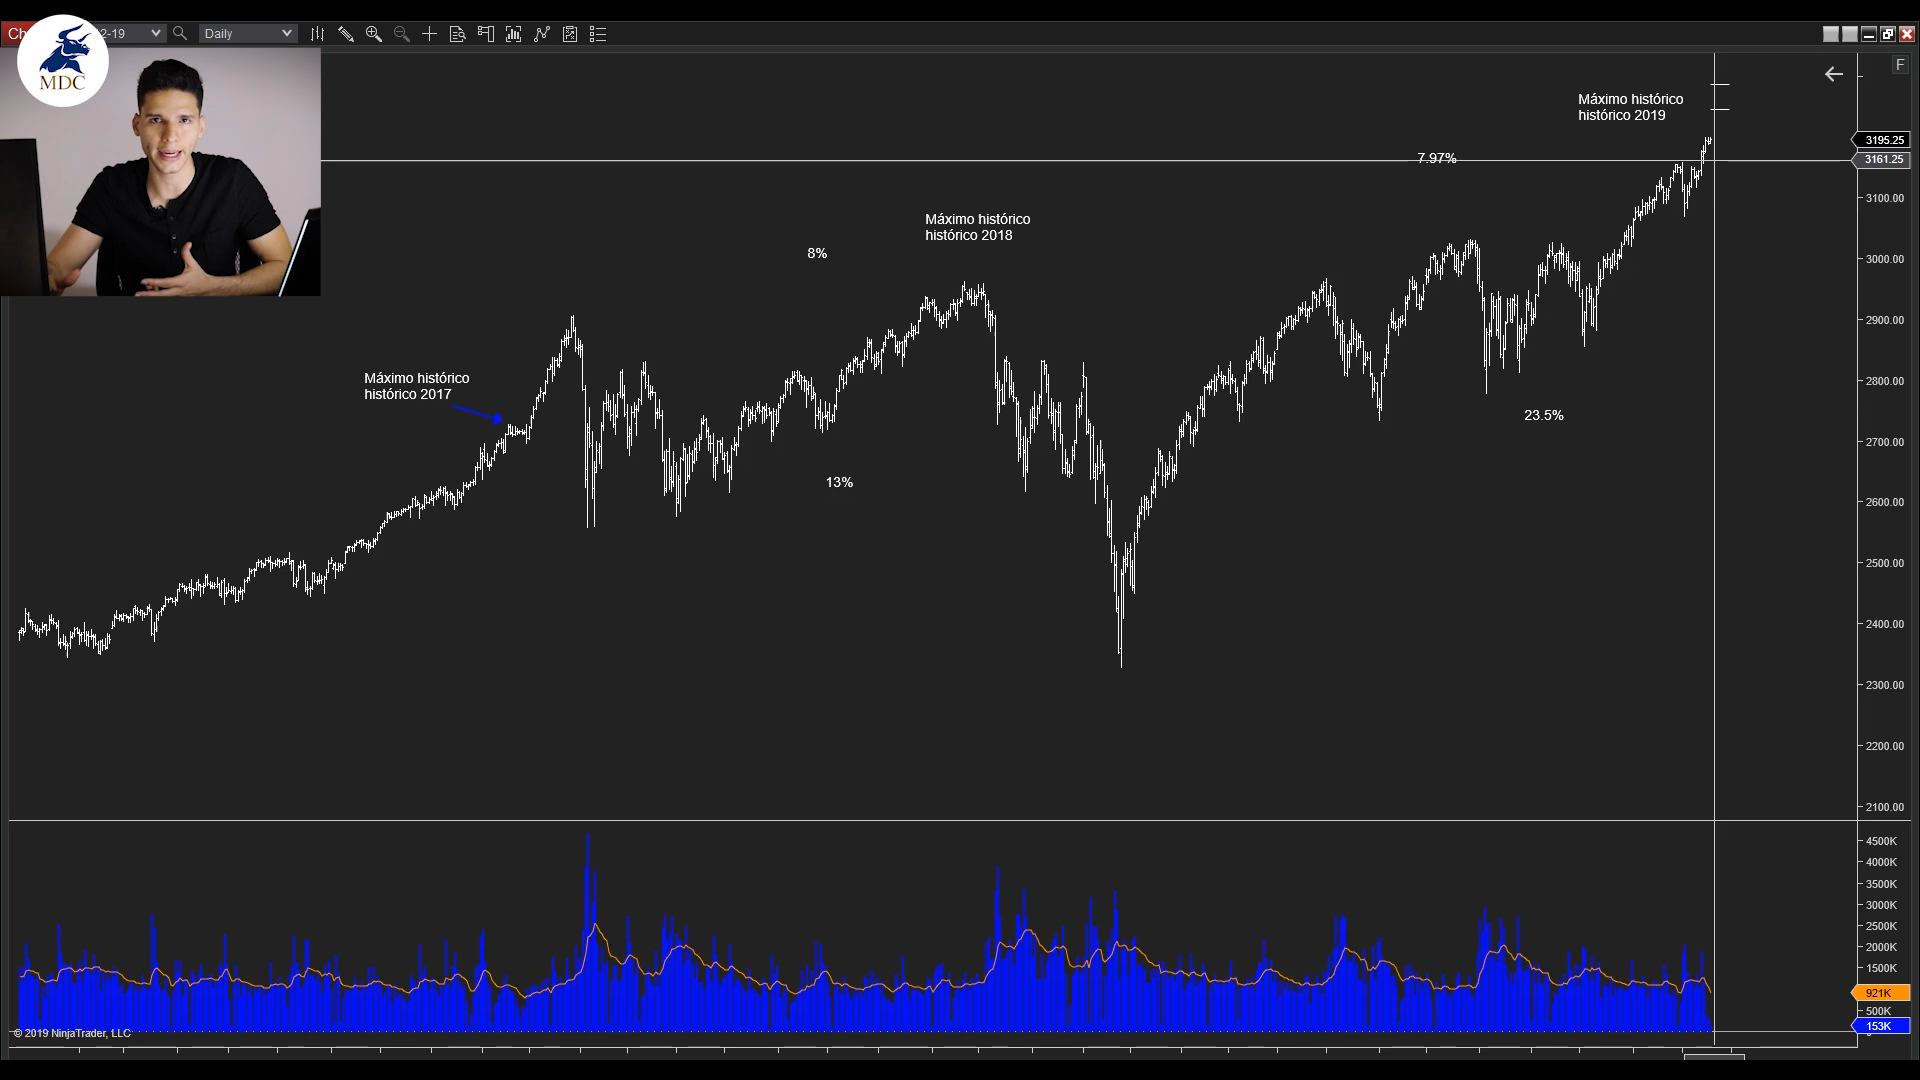 Ch
2-19
Daily
MDC
F
Máximo histórico
histórico 2019
3195.25
7.97%
3161.25
3100.00
Máximo histórico
histórico 2018
8%
3000.00
2900.00
Máximo histórico
histórico 2017
2800.00
23.5%
2700.00
13%
2600.00
2500.00
2400.00
2300.00
2200.00
2100.00
4500K
4000K
3500K
3000K
2500K
2000K
1500K
921K
500K
153K
© 2019 NinjaTrader, LLC